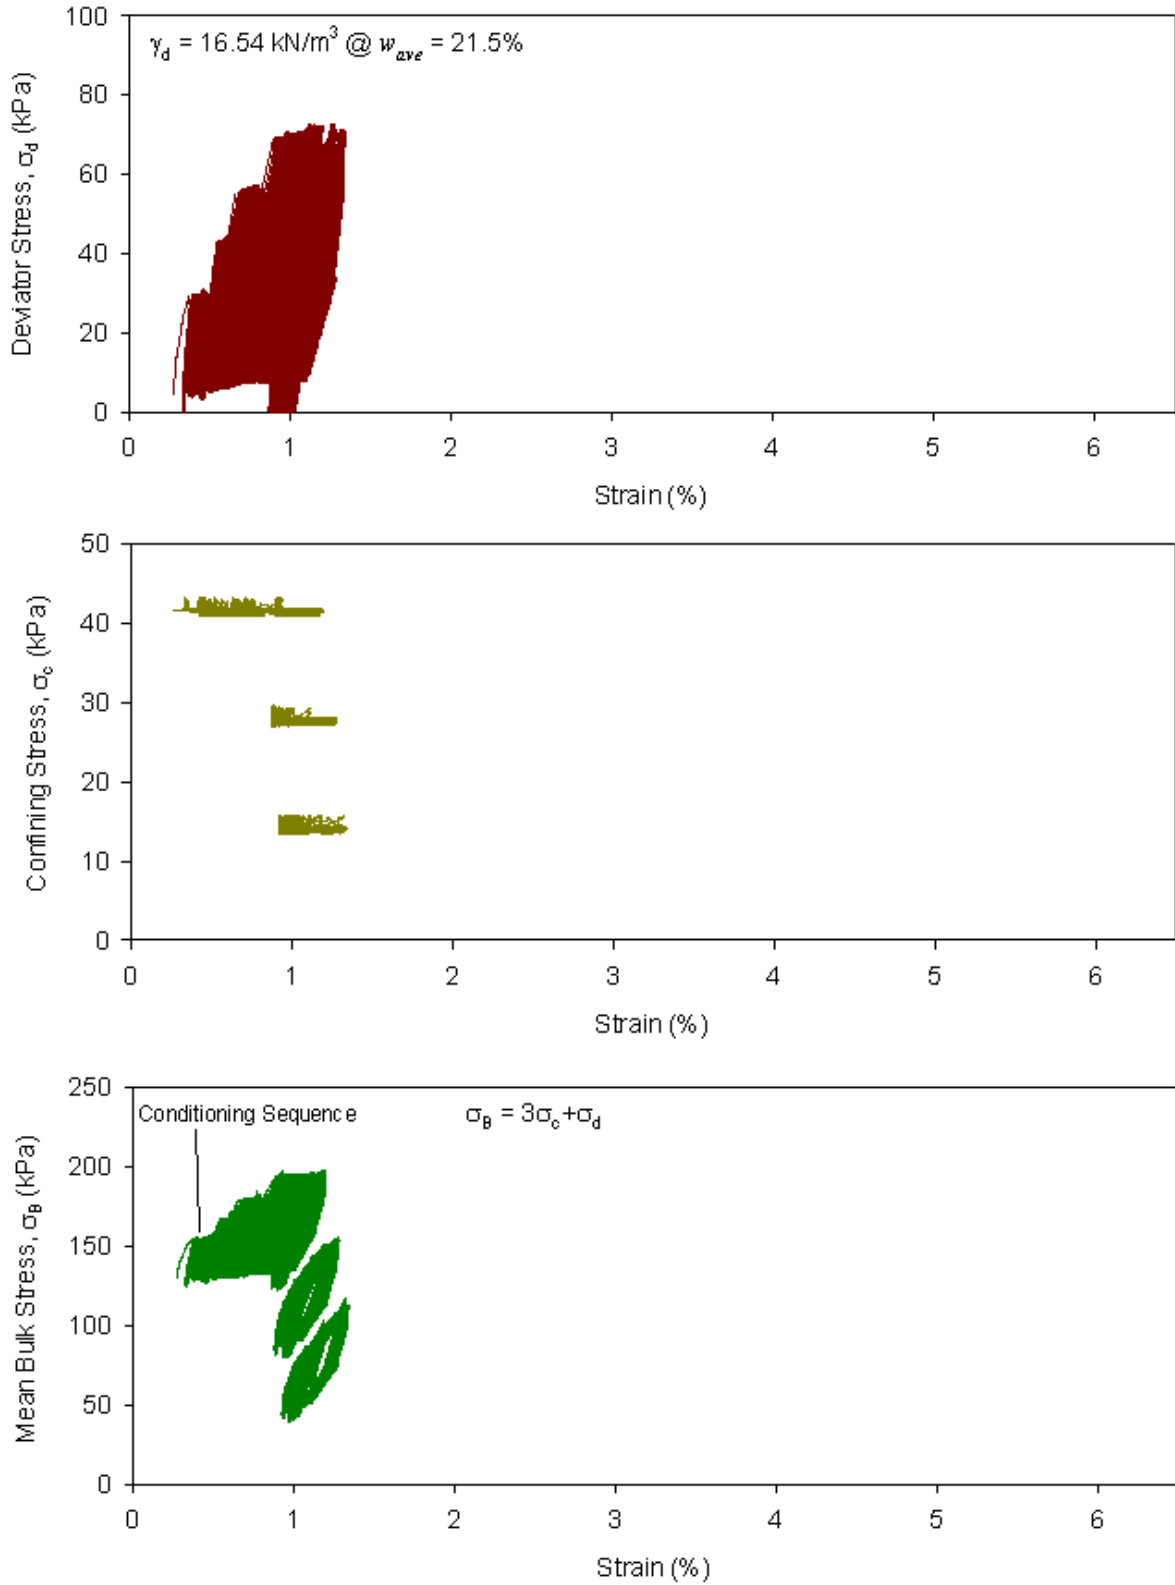 γd = 16.54 kN/m³ @ wave = 21.5%
Deviator Stress, σd (kPa)
100
80
60
40
20
0
0 1 2 3 4 5 6
Strain (%)
Confining Stress, σc (kPa)
50
40
30
20
10
0
0 1 2 3 4 5 6
Strain (%)
Mean Bulk Stress, σB (kPa)
250
Conditioning Sequence
σB = 3σc+σd
200
150
100
50
0
0 1 2 3 4 5 6
Strain (%)